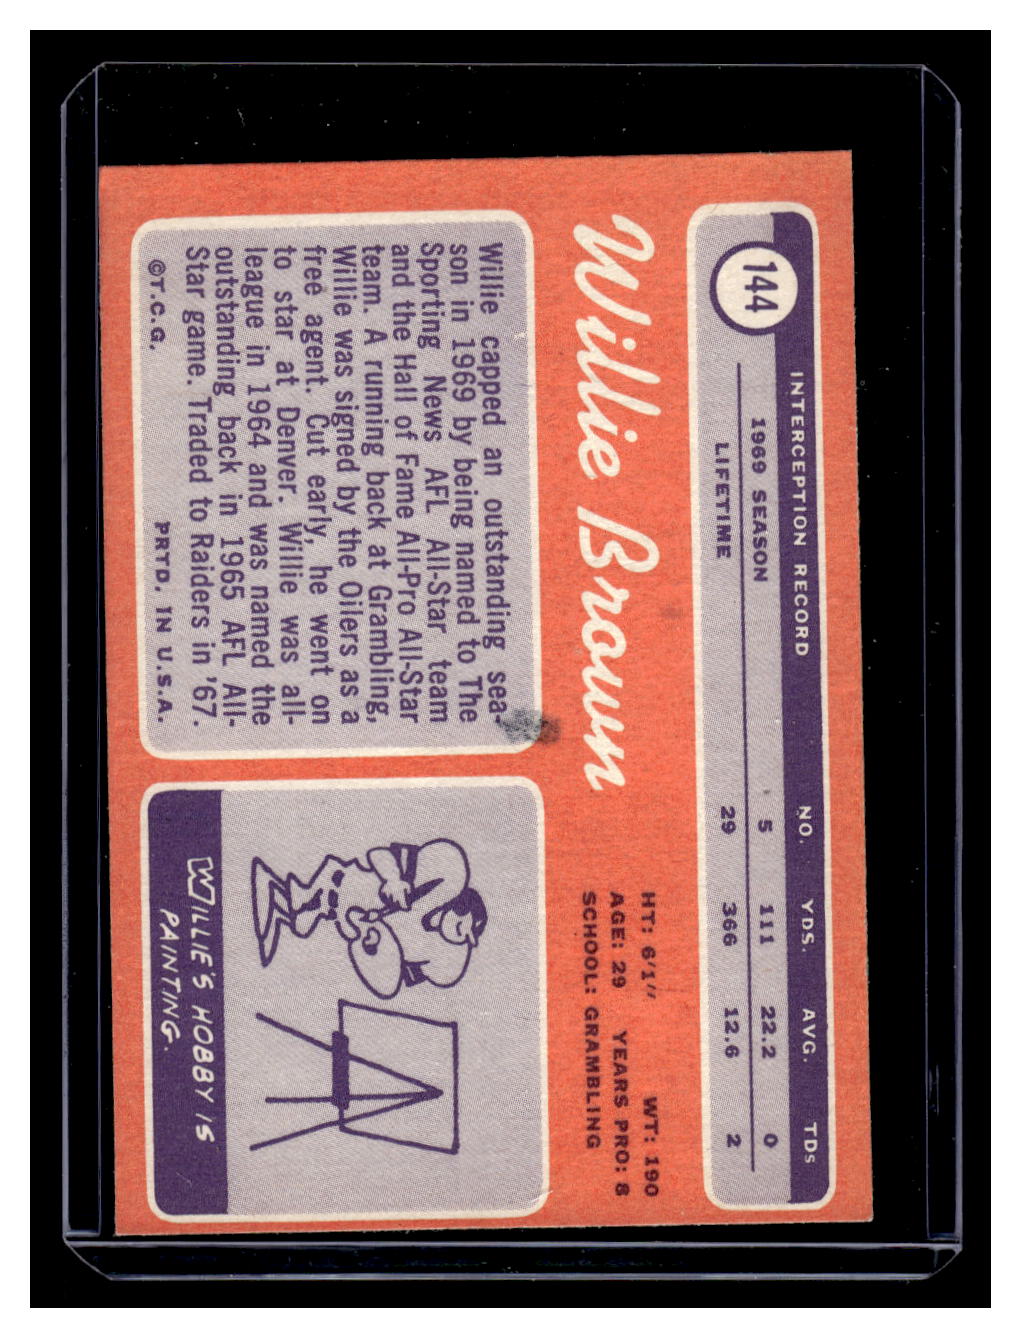 144
INTERCEPTION RECORD NO. YDS. AVG. TDs
1969 SEASON 5 111 22.2 0
LIFETIME 29 366 12.6 2
Willie Brown
HT: 6'1" WT: 190
AGE: 29 YEARS PRO: 8
SCHOOL: GRAMBLING
Willie capped an outstanding sea-
son in 1969 by being named to The
Sporting News AFL All-Star team
and the Hall of Fame All-Pro All-Star
team. A running back at Grambling,
Willie was signed by the Oilers as a
free agent. Cut early, he went on
to star at Denver. Willie was all-
league in 1964 and was named the
outstanding back in 1965 AFL All-
Star game. Traded to Raiders in '67.
©T.C.G. PRTD. IN U.S.A.
WILLIE'S HOBBY IS
PAINTING.